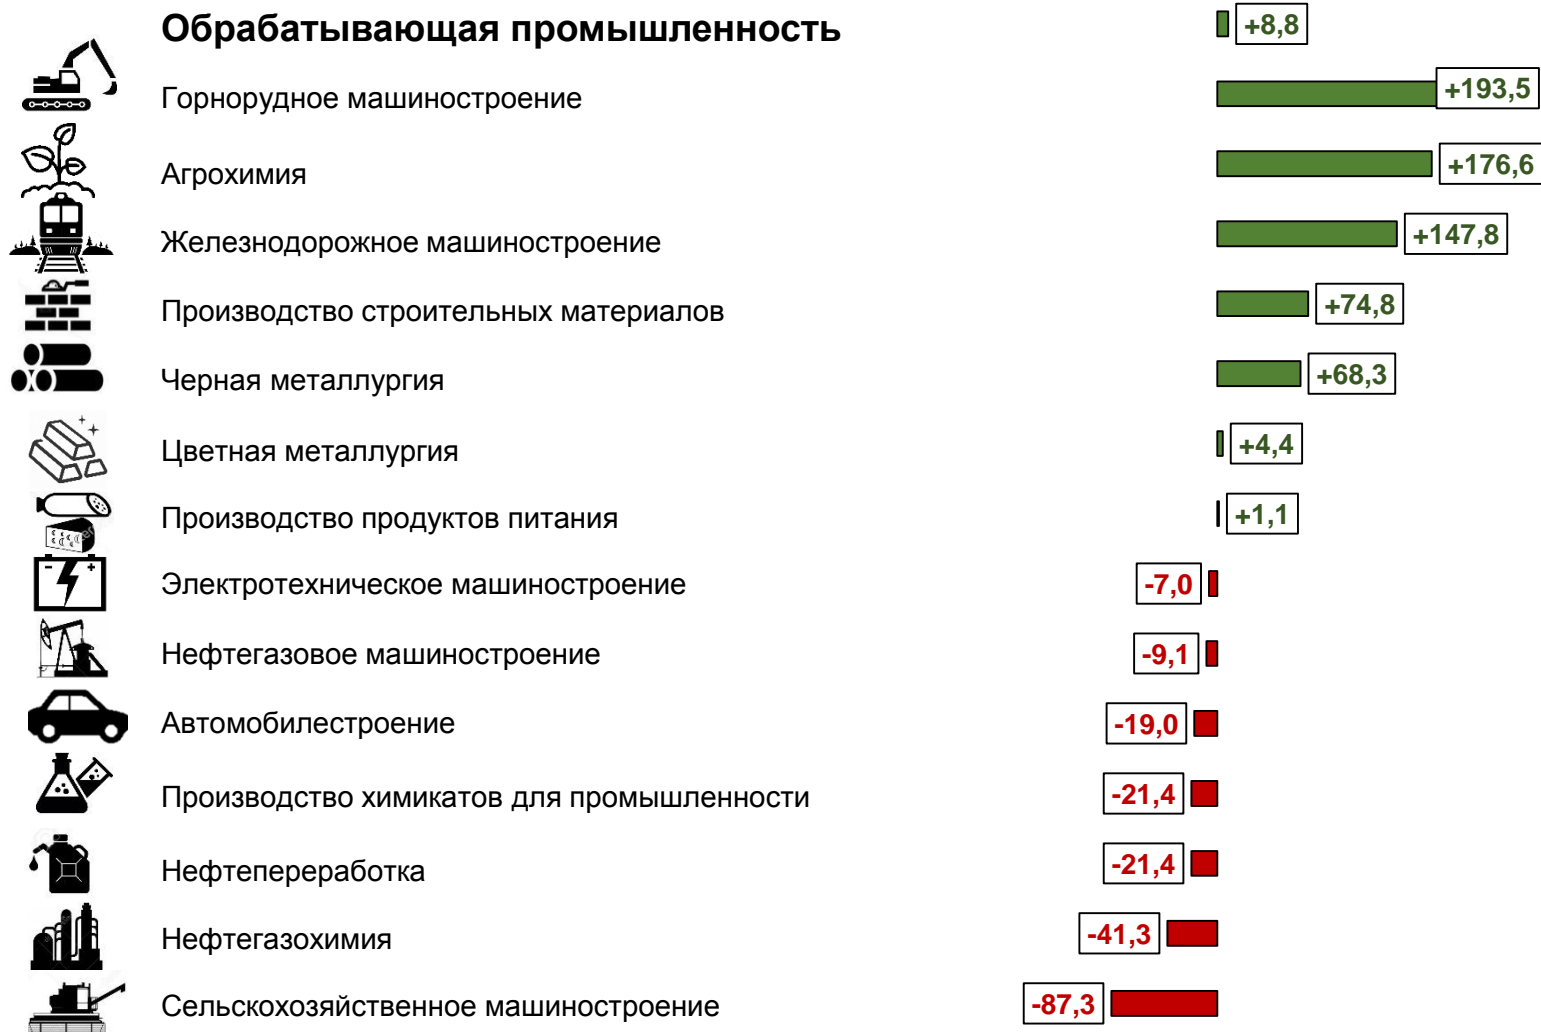 Обрабатывающая промышленность +8,8
Горнорудное машиностроение +193,5
Агрохимия +176,6
Железнодорожное машиностроение +147,8
Производство строительных материалов +74,8
Черная металлургия +68,3
Цветная металлургия +4,4
Производство продуктов питания +1,1
Электротехническое машиностроение -7,0
Нефтегазовое машиностроение -9,1
Автомобилестроение -19,0
Производство химикатов для промышленности -21,4
Нефтепереработка -21,4
Нефтегазохимия -41,3
Сельскохозяйственное машиностроение -87,3